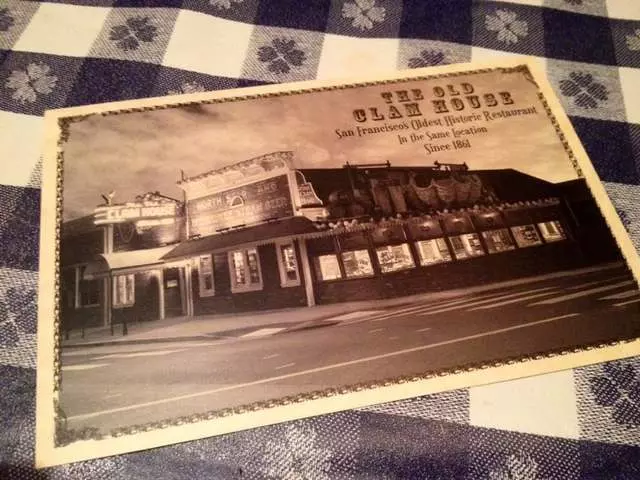 THE OLD
CLAM HOUSE
San Francisco's Oldest Historic Restaurant
In the Same Location
Since 1861